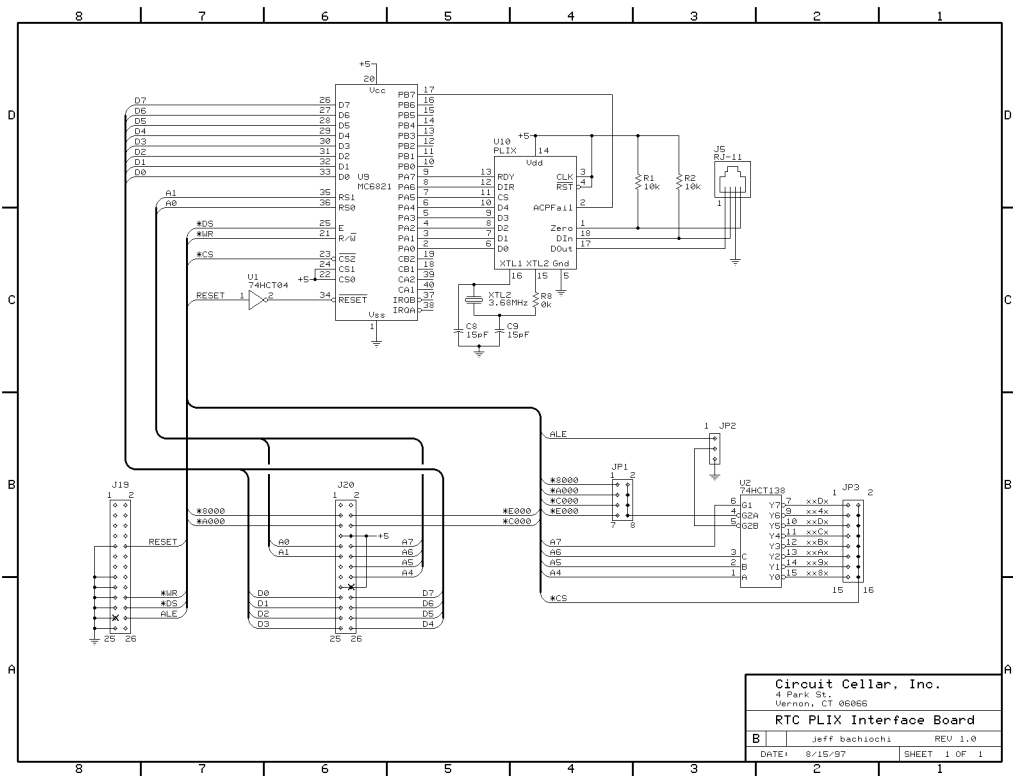 8 7 6 5 4 3 2 1
D
C
B
A
D
C
B
A
+5
20
Vcc
D7 26 D7
D6 27 D6
D5 28 D5
D4 29 D4
D3 30 D3
D2 31 D2
D1 32 D1
D0 33 D0
U9
MC6821
A1 35 RS1
A0 36 RS0
*DS 25 E
*WR 21 R/W
*CS 23 CS2
24 CS1
+5 22 CS0
U1
74HCT04
RESET 1 2 34 RESET
Vss
1
PB7 17
PB6 16
PB5 15
PB4 14
PB3 13
PB2 12
PB1 11
PB0 10
PA7 9
PA6 8
PA5 7
PA4 6
PA3 5
PA2 4
PA1 3
PA0 2
CB2 19
CB1 18
CA2 39
CA1 40
IRQB 37
IRQA 38
U10
PLIX
+5
14
Vdd
13 RDY
12 DIR
11 CS
10 D4
9 D3
8 D2
7 D1
6 D0
CLK 3
RST 4
ACPFail 2
Zero 1
DIn 18
DOut 17
XTL1 XTL2 Gnd
16 15 5
R1
10k
R2
10k
J5
RJ-11
1
XTL2
3.68MHz
R8
0k
C8
15pF
C9
15pF
J19
1 2
RESET
*8000
*A000
*WR
*DS
ALE
25 26
J20
1 2
+5
A0
A1
A7
A6
A5
A4
D0
D1
D2
D3
D7
D6
D5
D4
25 26
*E000
*C000
ALE
1 JP2
JP1
1 2
*8000
*A000
*C000
*E000
7 8
A7
A6
A5
A4
*CS
U2
74HCT138
6 G1
4 G2A
5 G2B
3 C
2 B
1 A
Y7 7 xxDx
Y6 9 xx4x
Y5 10 xxDx
Y4 11 xxCx
Y3 12 xxBx
Y2 13 xxAx
Y1 14 xx9x
Y0 15 xx8x
JP3
1 2
15 16
Circuit Cellar, Inc.
4 Park St.
Vernon, CT 06066
RTC PLIX Interface Board
B jeff bachiochi REV 1.0
DATE: 8/15/97 SHEET 1 OF 1
8 7 6 5 4 3 2 1